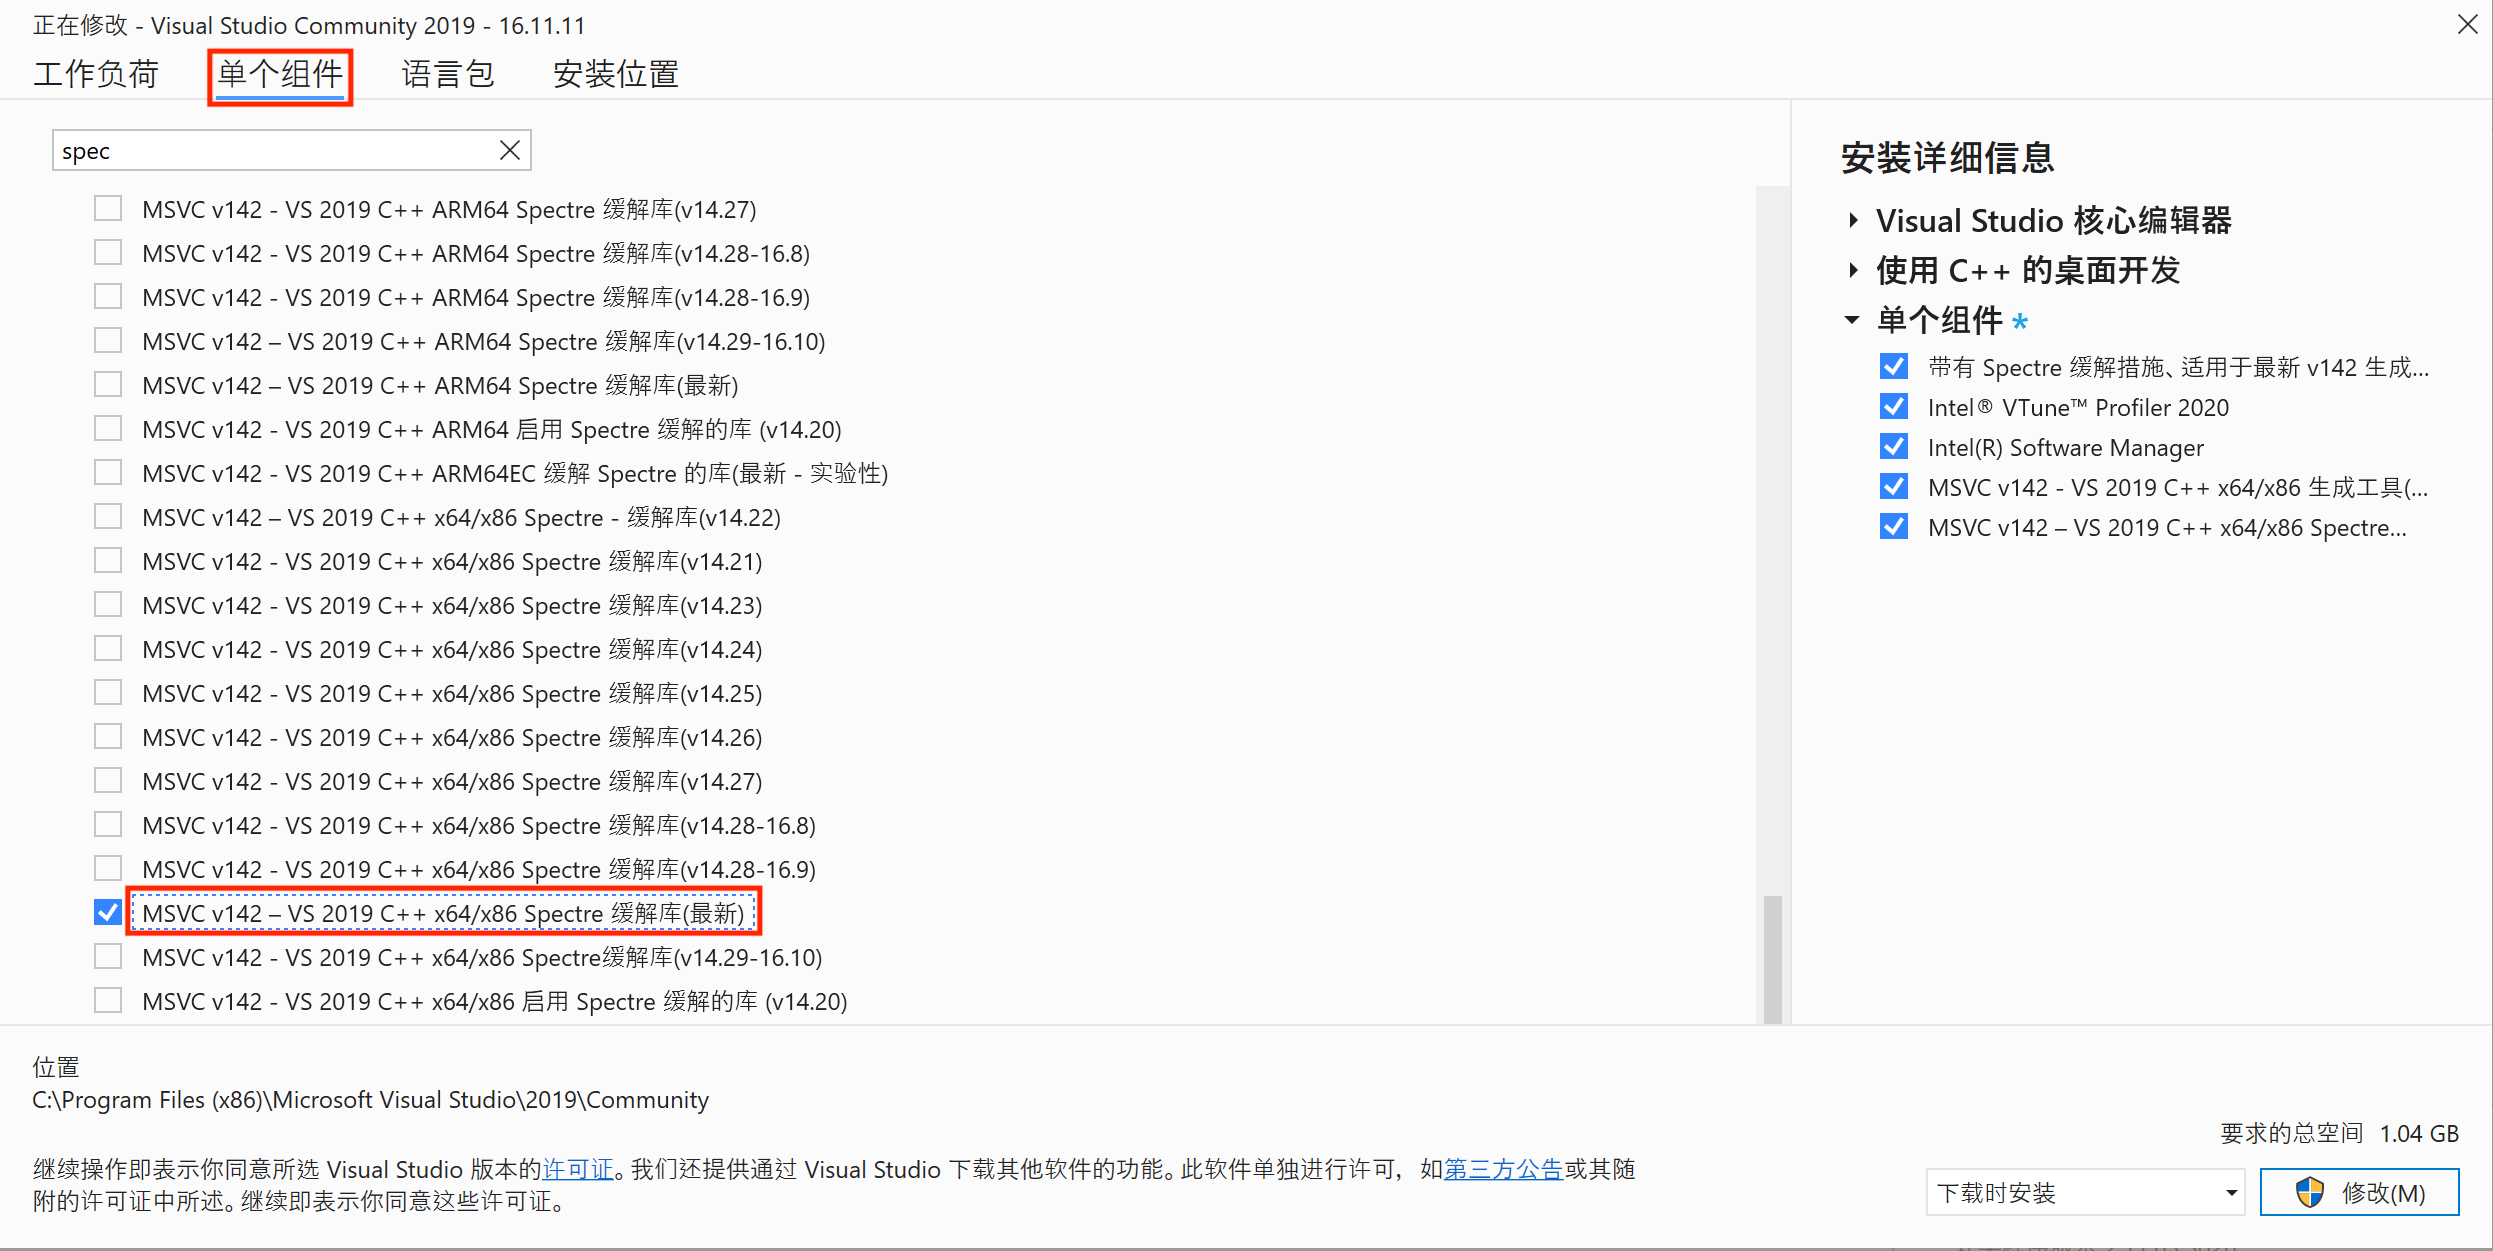 正在修改 - Visual Studio Community 2019 - 16.11.11
工作负荷 单个组件 语言包 安装位置
spec
MSVC v142 - VS 2019 C++ ARM64 Spectre 缓解库(v14.27)
MSVC v142 - VS 2019 C++ ARM64 Spectre 缓解库(v14.28-16.8)
MSVC v142 - VS 2019 C++ ARM64 Spectre 缓解库(v14.28-16.9)
MSVC v142 – VS 2019 C++ ARM64 Spectre 缓解库(v14.29-16.10)
MSVC v142 – VS 2019 C++ ARM64 Spectre 缓解库(最新)
MSVC v142 - VS 2019 C++ ARM64 启用 Spectre 缓解的库 (v14.20)
MSVC v142 - VS 2019 C++ ARM64EC 缓解 Spectre 的库(最新 - 实验性)
MSVC v142 – VS 2019 C++ x64/x86 Spectre - 缓解库(v14.22)
MSVC v142 - VS 2019 C++ x64/x86 Spectre 缓解库(v14.21)
MSVC v142 - VS 2019 C++ x64/x86 Spectre 缓解库(v14.23)
MSVC v142 - VS 2019 C++ x64/x86 Spectre 缓解库(v14.24)
MSVC v142 - VS 2019 C++ x64/x86 Spectre 缓解库(v14.25)
MSVC v142 - VS 2019 C++ x64/x86 Spectre 缓解库(v14.26)
MSVC v142 - VS 2019 C++ x64/x86 Spectre 缓解库(v14.27)
MSVC v142 - VS 2019 C++ x64/x86 Spectre 缓解库(v14.28-16.8)
MSVC v142 - VS 2019 C++ x64/x86 Spectre 缓解库(v14.28-16.9)
MSVC v142 – VS 2019 C++ x64/x86 Spectre 缓解库(最新)
MSVC v142 - VS 2019 C++ x64/x86 Spectre缓解库(v14.29-16.10)
MSVC v142 - VS 2019 C++ x64/x86 启用 Spectre 缓解的库 (v14.20)
安装详细信息
Visual Studio 核心编辑器
使用 C++ 的桌面开发
单个组件 *
带有 Spectre 缓解措施、适用于最新 v142 生成...
Intel® VTune™ Profiler 2020
Intel(R) Software Manager
MSVC v142 - VS 2019 C++ x64/x86 生成工具(...
MSVC v142 – VS 2019 C++ x64/x86 Spectre...
位置
C:\Program Files (x86)\Microsoft Visual Studio\2019\Community
继续操作即表示你同意所选 Visual Studio 版本的许可证。我们还提供通过 Visual Studio 下载其他软件的功能。此软件单独进行许可，如第三方公告或其随
附的许可证中所述。继续即表示你同意这些许可证。
要求的总空间 1.04 GB
下载时安装
修改(M)